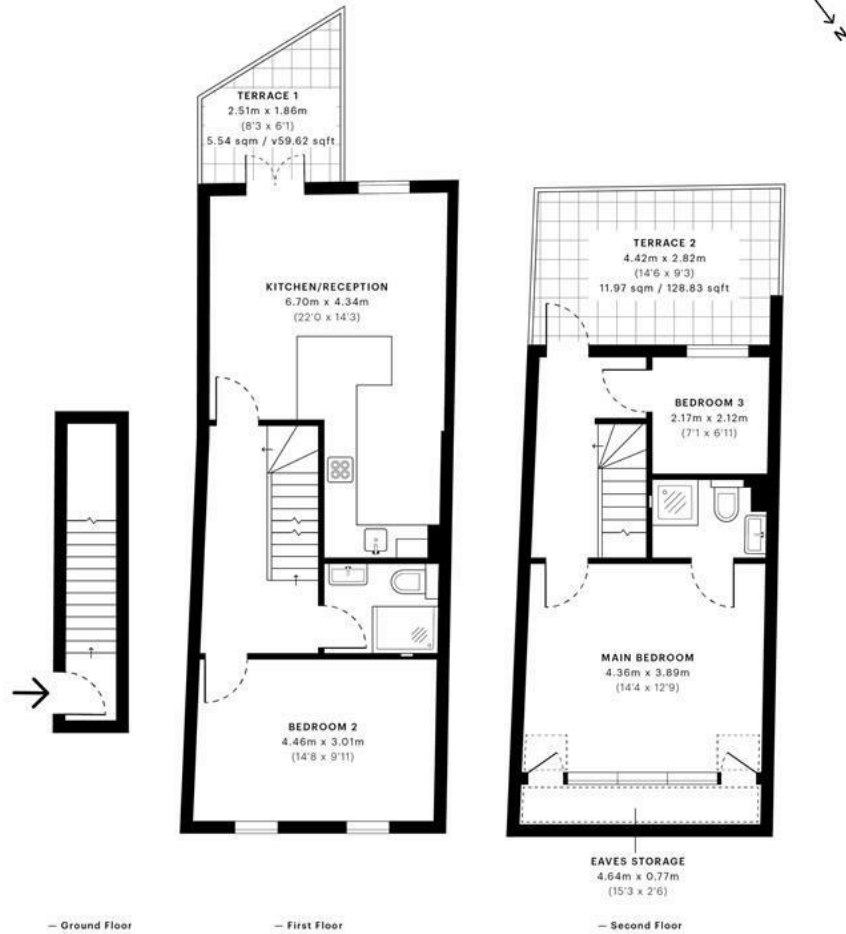 N
TERRACE 1
2.51m x 1.86m
(8'3 x 6'1)
5.54 sqm / v59.62 sqft
KITCHEN/RECEPTION
6.70m x 4.34m
(22'0 x 14'3)
BEDROOM 2
4.46m x 3.01m
(14'8 x 9'11)
TERRACE 2
4.42m x 2.82m
(14'6 x 9'3)
11.97 sqm / 128.83 sqft
BEDROOM 3
2.17m x 2.12m
(7'1 x 6'11)
MAIN BEDROOM
4.36m x 3.89m
(14'4 x 12'9)
EAVES STORAGE
4.64m x 0.77m
(15'3 x 2'6)
— Ground Floor
— First Floor
— Second Floor